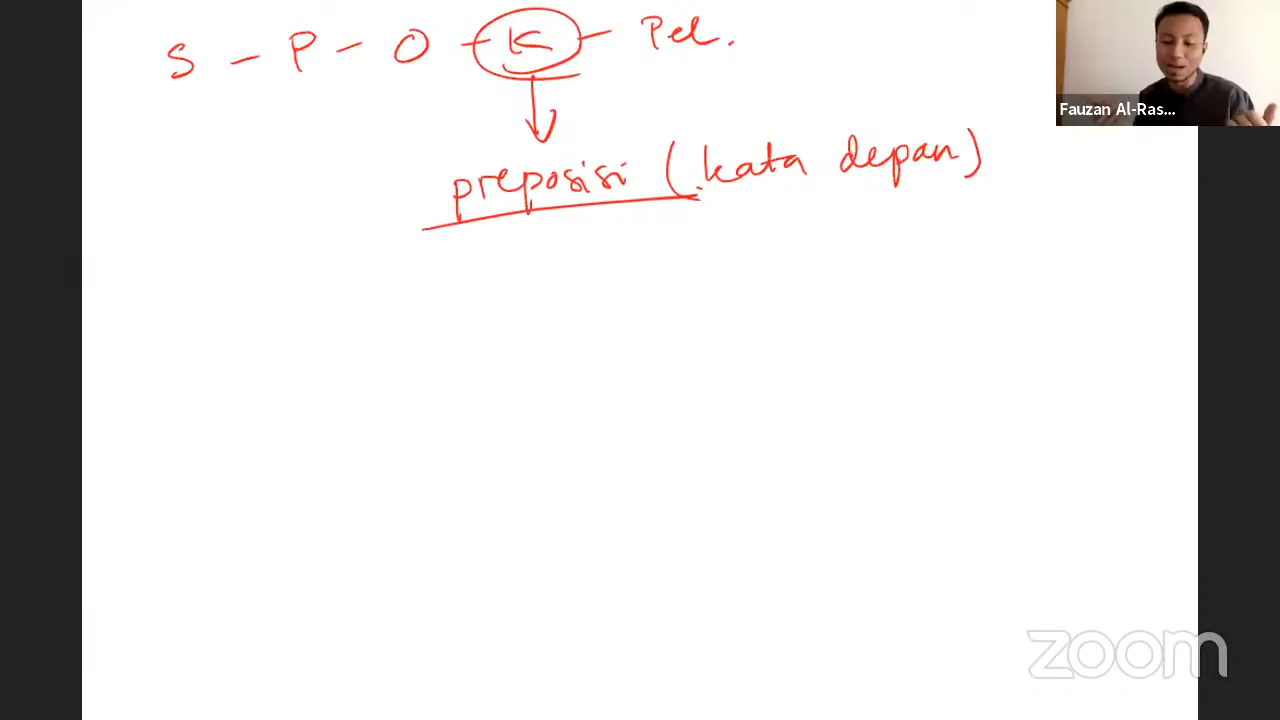 S - P - O - K - Pel.
Fauzan Al-Ras...
preposisi (kata depan)
zoom